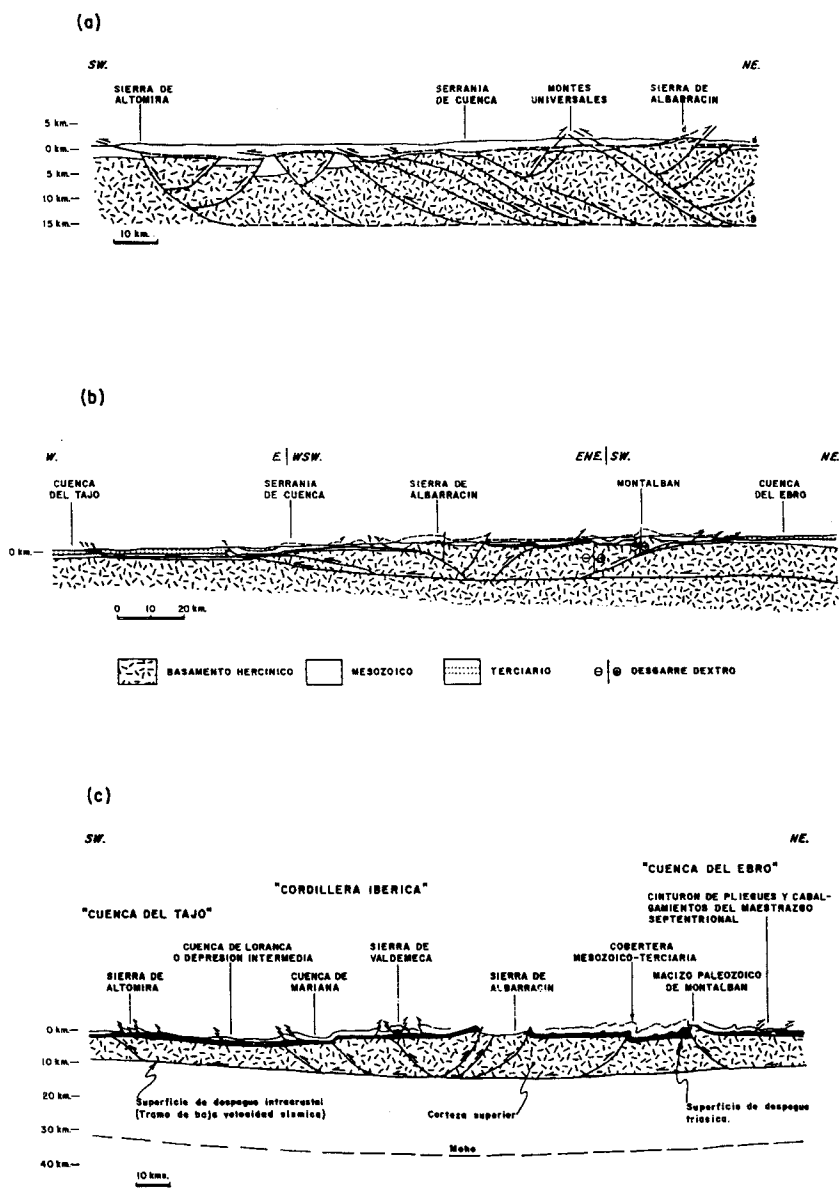 (a)
SW.
NE.
SIERRA DE
ALTOMIRA
SERRANIA
DE CUENCA
MONTES
UNIVERSALES
SIERRA DE
ALBARRACIN
5 km.
0 km.
5 km.
10 km.
15 km.
10 km.
(b)
W.
E. WSW.
ENE. SW.
NE.
CUENCA
DEL TAJO
SERRANIA
DE CUENCA
SIERRA DE
ALBARRACIN
MONTALBAN
CUENCA
DEL EBRO
0 km.
0 10 20 km.
BASAMENTO HERCINICO
MESOZOICO
TERCIARIO
DESGARRE DEXTRO
(c)
SW.
NE.
"CUENCA DEL TAJO"
"CORDILLERA IBERICA"
"CUENCA DEL EBRO"
CINTURON DE PLIEGUES Y CABAL-
GAMIENTOS DEL MAESTRAZGO
SEPTENTRIONAL
SIERRA DE
ALTOMIRA
CUENCA DE LORANCA
O DEPRESION INTERMEDIA
CUENCA DE
MARIANA
SIERRA DE
VALDEMECA
SIERRA DE
ALBARRACIN
COBERTERA
MESOZOICO-TERCIARIA
MACIZO PALEOZOICO
DE MONTALBAN
0 km.
10 km.
20 km.
30 km.
40 km.
Superficie de despegue intracrustal
(Tramo de baja velocidad sísmica)
Corteza superior
Superficie de despegue
triásica.
Moho
10 kms.